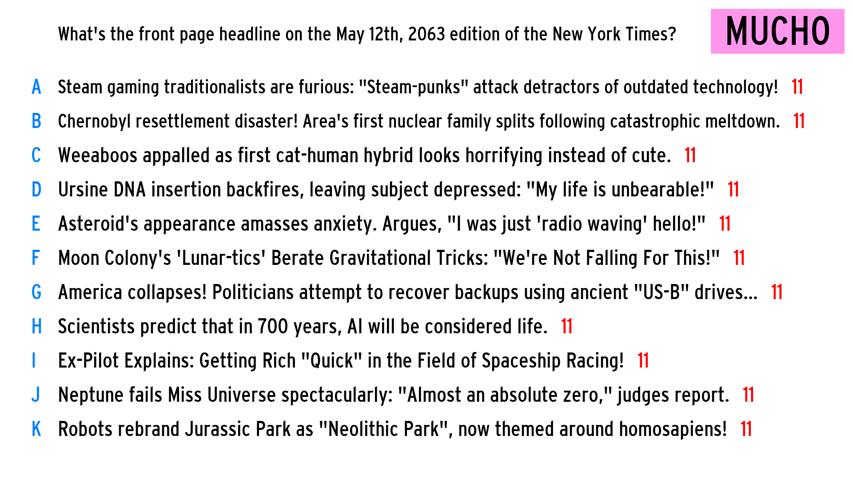 What's the front page headline on the May 12th, 2063 edition of the New York Times?
MUCHO
A Steam gaming traditionalists are furious: "Steam-punks" attack detractors of outdated technology! 11
B Chernobyl resettlement disaster! Area's first nuclear family splits following catastrophic meltdown. 11
C Weeaboos appalled as first cat-human hybrid looks horrifying instead of cute. 11
D Ursine DNA insertion backfires, leaving subject depressed: "My life is unbearable!" 11
E Asteroid's appearance amasses anxiety. Argues, "I was just 'radio waving' hello!" 11
F Moon Colony's 'Lunar-tics' Berate Gravitational Tricks: "We're Not Falling For This!" 11
G America collapses! Politicians attempt to recover backups using ancient "US-B" drives... 11
H Scientists predict that in 700 years, AI will be considered life. 11
I Ex-Pilot Explains: Getting Rich "Quick" in the Field of Spaceship Racing! 11
J Neptune fails Miss Universe spectacularly: "Almost an absolute zero," judges report. 11
K Robots rebrand Jurassic Park as "Neolithic Park", now themed around homosapiens! 11